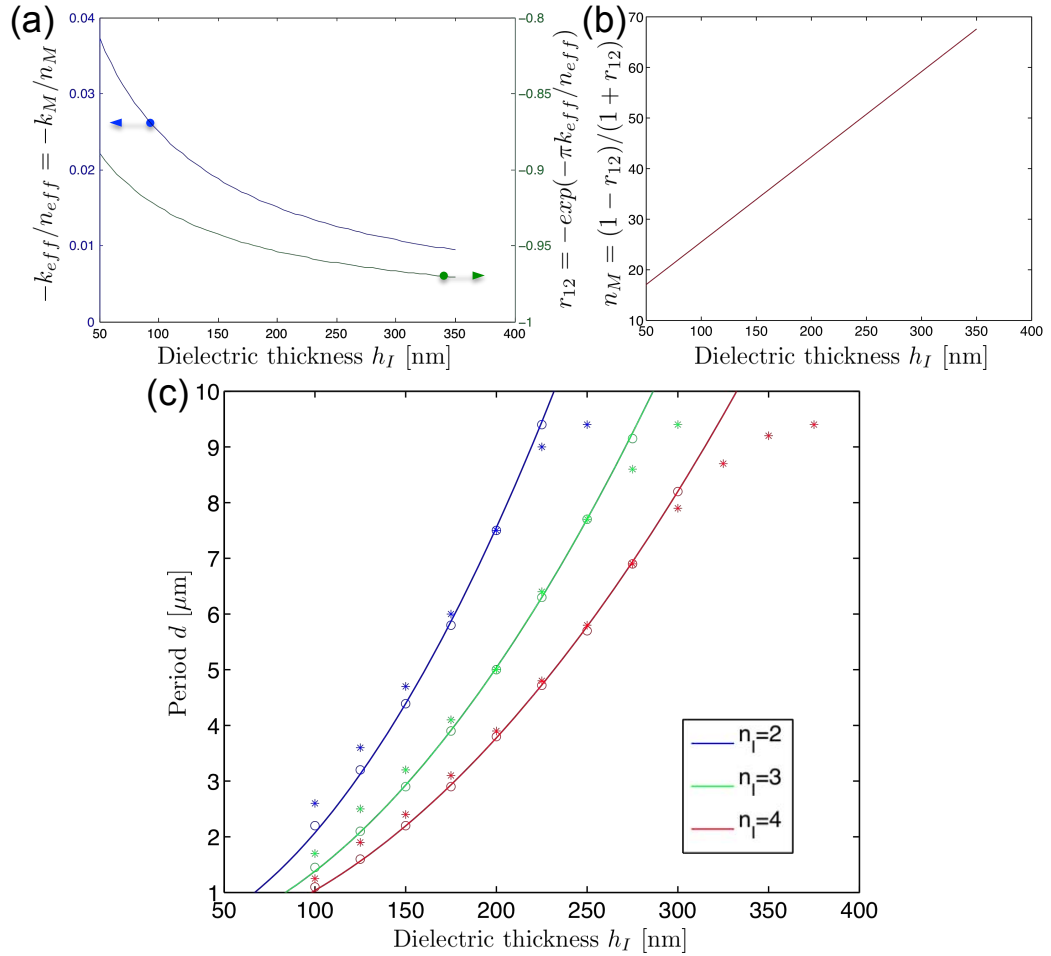 (a)
(b)
0.04
0.03
0.02
0.01
0
−0.8
−0.85
−0.9
−0.95
−1
50 100 150 200 250 300 350 400
−k_{eff}/n_{eff} = −k_M/n_M
r_{12} = −exp(−πk_{eff}/n_{eff})
Dielectric thickness h_I [nm]
70
60
50
40
30
20
10
50 100 150 200 250 300 350 400
n_M = (1 − r_{12})/(1 + r_{12})
Dielectric thickness h_I [nm]
(c)
10
9
8
7
6
5
4
3
2
1
50 100 150 200 250 300 350 400
Period d [μm]
Dielectric thickness h_I [nm]
n_I=2
n_I=3
n_I=4